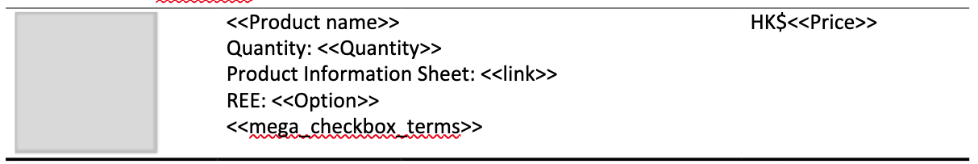 <<Product name>> HK$<<Price>>
Quantity: <<Quantity>>
Product Information Sheet: <<link>>
REE: <<Option>>
<<mega_checkbox_terms>>